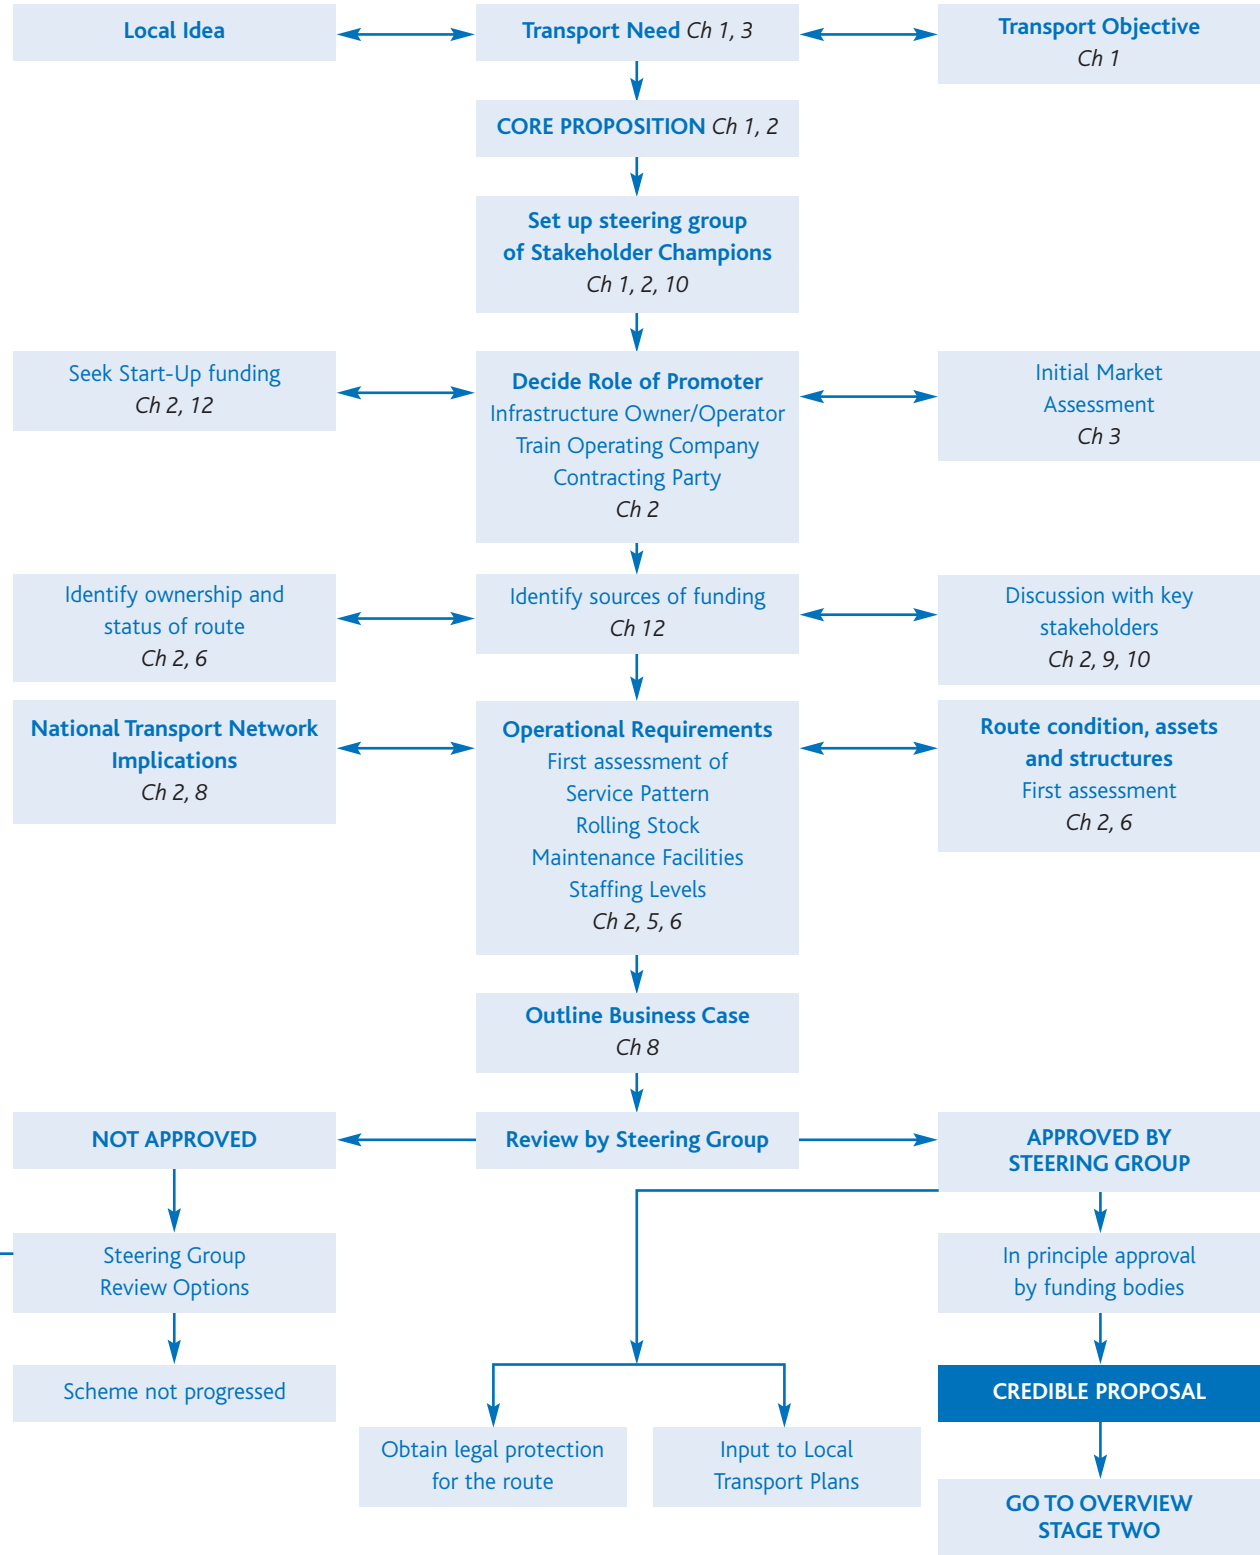 Local Idea
Transport Need Ch 1, 3
Transport Objective
Ch 1
CORE PROPOSITION Ch 1, 2
Set up steering group
of Stakeholder Champions
Ch 1, 2, 10
Seek Start-Up funding
Ch 2, 12
Decide Role of Promoter
Infrastructure Owner/Operator
Train Operating Company
Contracting Party
Ch 2
Initial Market
Assessment
Ch 3
Identify ownership and
status of route
Ch 2, 6
Identify sources of funding
Ch 12
Discussion with key
stakeholders
Ch 2, 9, 10
National Transport Network
Implications
Ch 2, 8
Operational Requirements
First assessment of
Service Pattern
Rolling Stock
Maintenance Facilities
Staffing Levels
Ch 2, 5, 6
Route condition, assets
and structures
First assessment
Ch 2, 6
Outline Business Case
Ch 8
NOT APPROVED
Review by Steering Group
APPROVED BY
STEERING GROUP
Steering Group
Review Options
In principle approval
by funding bodies
Scheme not progressed
CREDIBLE PROPOSAL
Obtain legal protection
for the route
Input to Local
Transport Plans
GO TO OVERVIEW
STAGE TWO